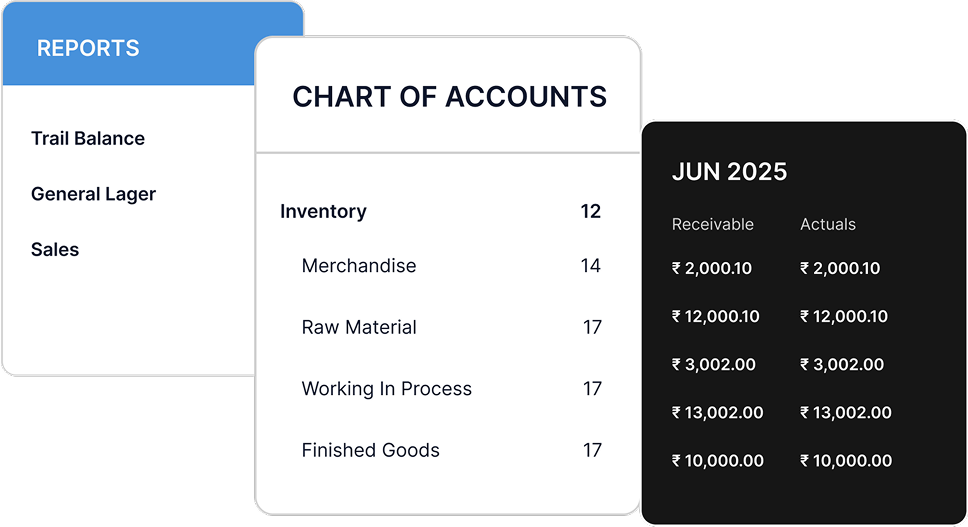 REPORTS
Trail Balance
General Lager
Sales
CHART OF ACCOUNTS
Inventory 12
Merchandise 14
Raw Material 17
Working In Process 17
Finished Goods 17
JUN 2025
Receivable Actuals
₹ 2,000.10 ₹ 2,000.10
₹ 12,000.10 ₹ 12,000.10
₹ 3,002.00 ₹ 3,002.00
₹ 13,002.00 ₹ 13,002.00
₹ 10,000.00 ₹ 10,000.00